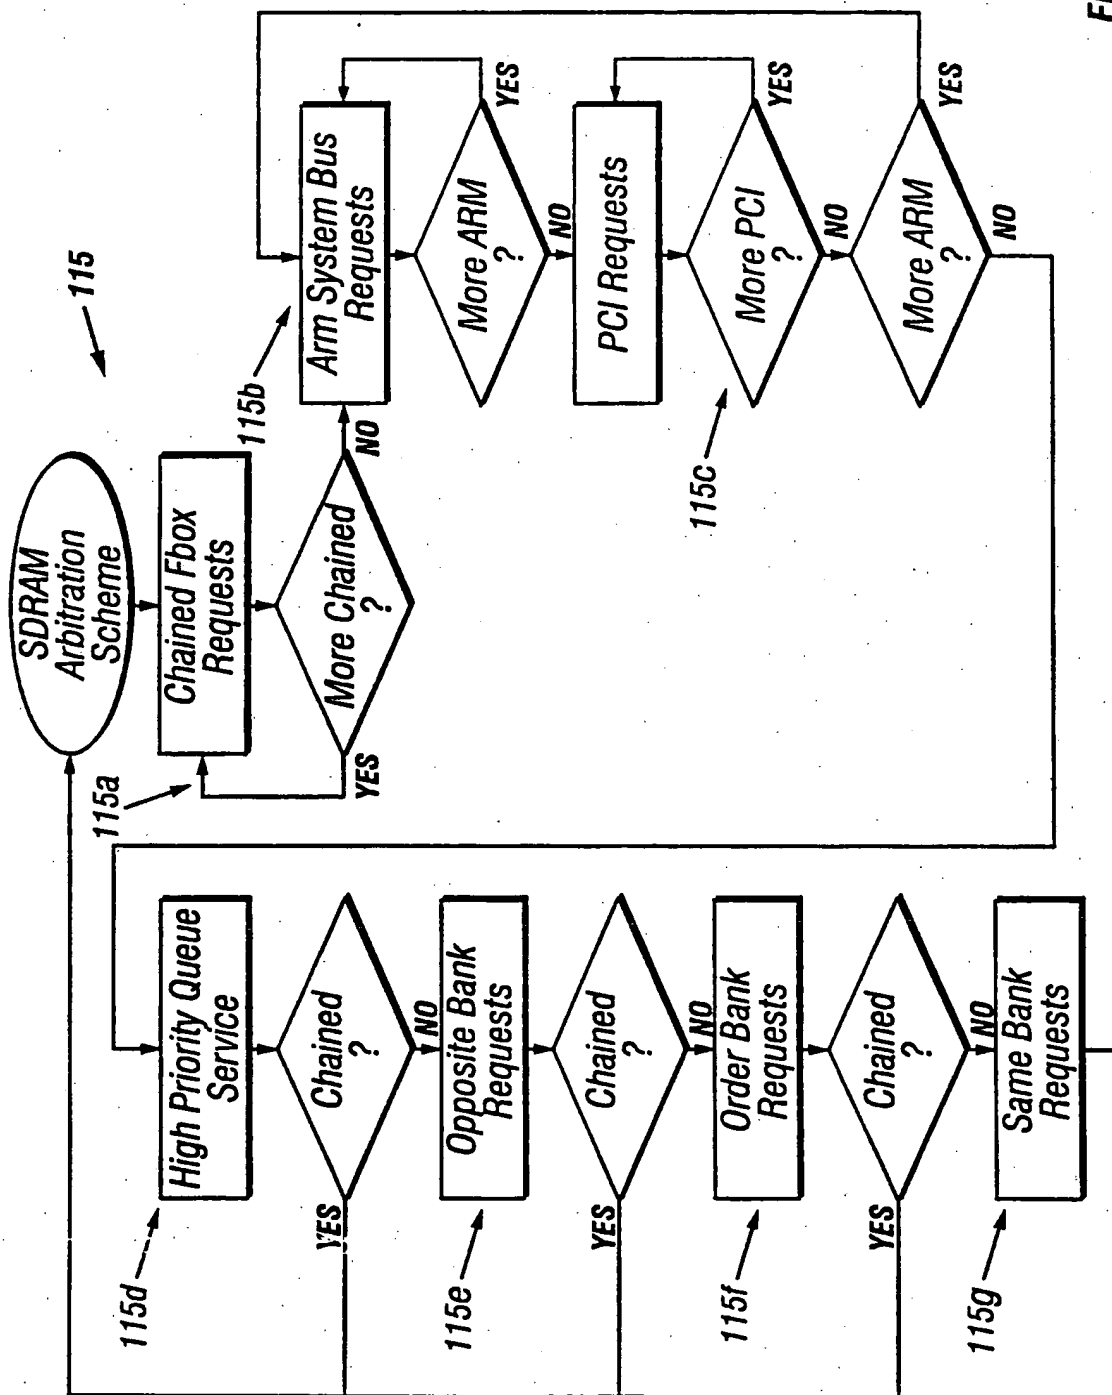 SDRAM
Arbitration
Scheme
115
115a
Chained Fbox
Requests
More Chained
?
YES
NO
115b
Arm System Bus
Requests
More ARM
?
YES
NO
PCI Requests
115c
More PCI
?
YES
NO
More ARM
?
YES
NO
115d
High Priority Queue
Service
Chained
?
YES
NO
115e
Opposite Bank
Requests
Chained
?
YES
NO
115f
Order Bank
Requests
Chained
?
YES
NO
115g
Same Bank
Requests